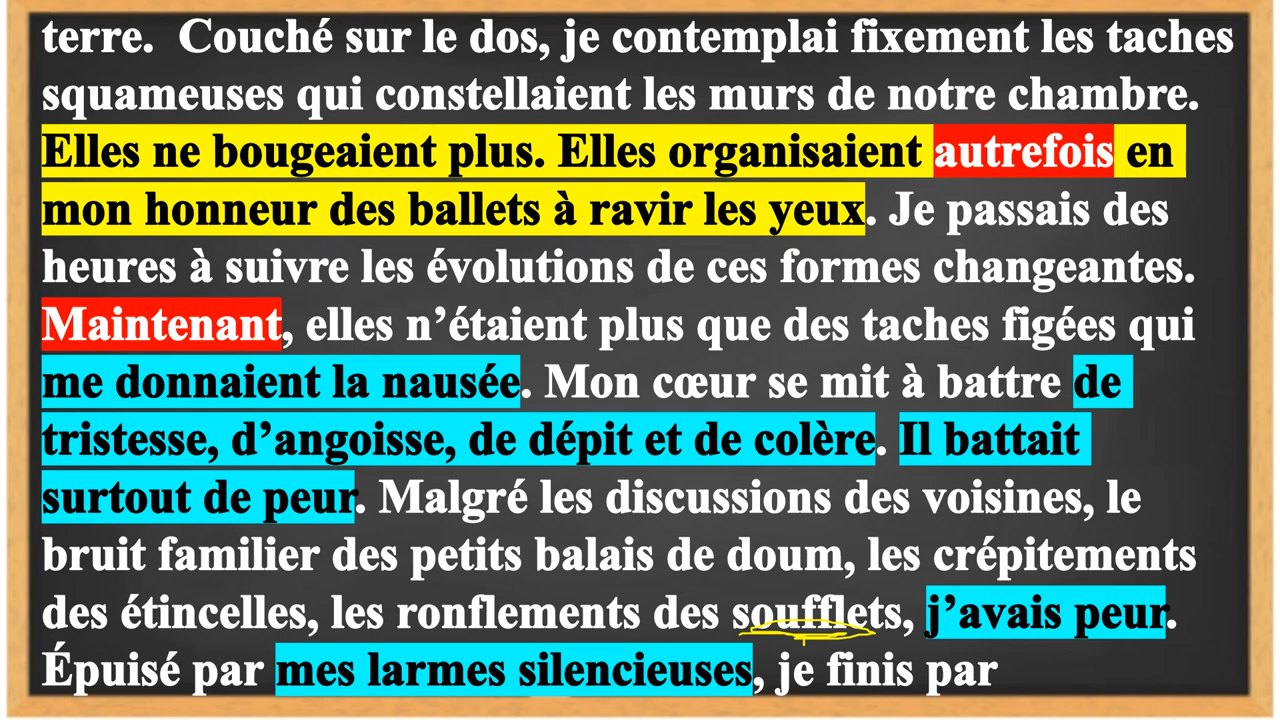 terre. Couché sur le dos, je contemplai fixement les taches
squameuses qui constellaient les murs de notre chambre.
Elles ne bougeaient plus. Elles organisaient autrefois en
mon honneur des ballets à ravir les yeux. Je passais des
heures à suivre les évolutions de ces formes changeantes.
Maintenant, elles n’étaient plus que des taches figées qui
me donnaient la nausée. Mon cœur se mit à battre de
tristesse, d’angoisse, de dépit et de colère. Il battait
surtout de peur. Malgré les discussions des voisines, le
bruit familier des petits balais de doum, les crépitements
des étincelles, les ronflements des soufflets, j’avais peur.
Épuisé par mes larmes silencieuses, je finis par